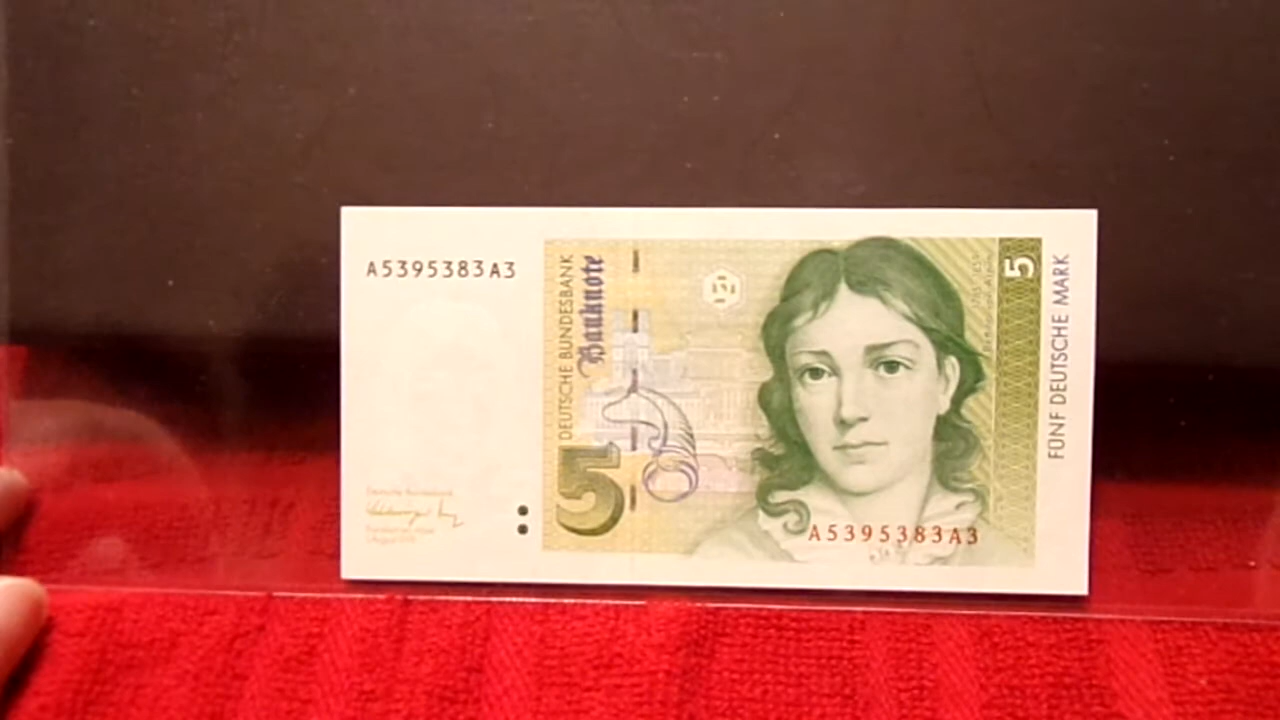 A5395383A3
DEUTSCHE BUNDESBANK
Banknote
5
5
FÜNF DEUTSCHE MARK
Deutsche Bundesbank
A5395383A3